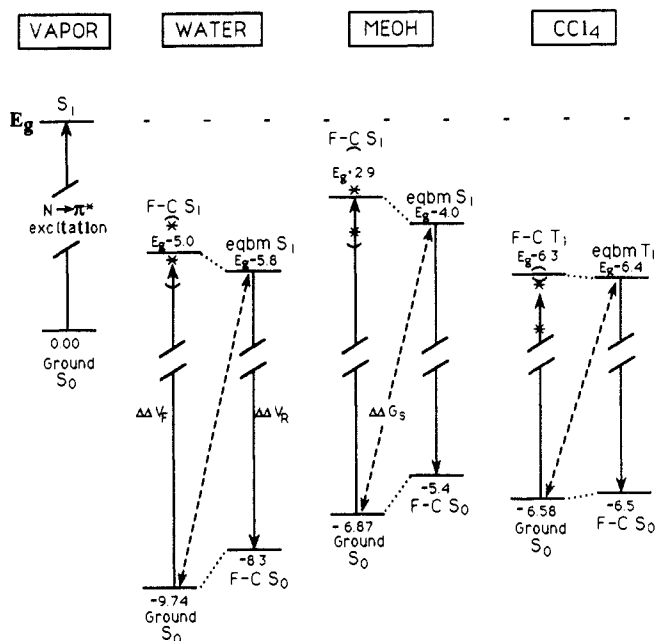 VAPOR
WATER
MEOH
CCl4
S1
Eg
N→π*
excitation
0.00
Ground
S0
F-C S1
Eg-5.0
eqbm S1
Eg-5.8
ΔΔVF
ΔΔVR
-9.74
Ground
S0
-8.3
F-C S0
F-C S1
Eg-2.9
eqbm S1
Eg-4.0
ΔΔGS
-6.87
Ground
S0
-5.4
F-C S0
F-C T1
Eg-6.3
eqbm T1
Eg-6.4
-6.58
Ground
S0
-6.5
F-C S0